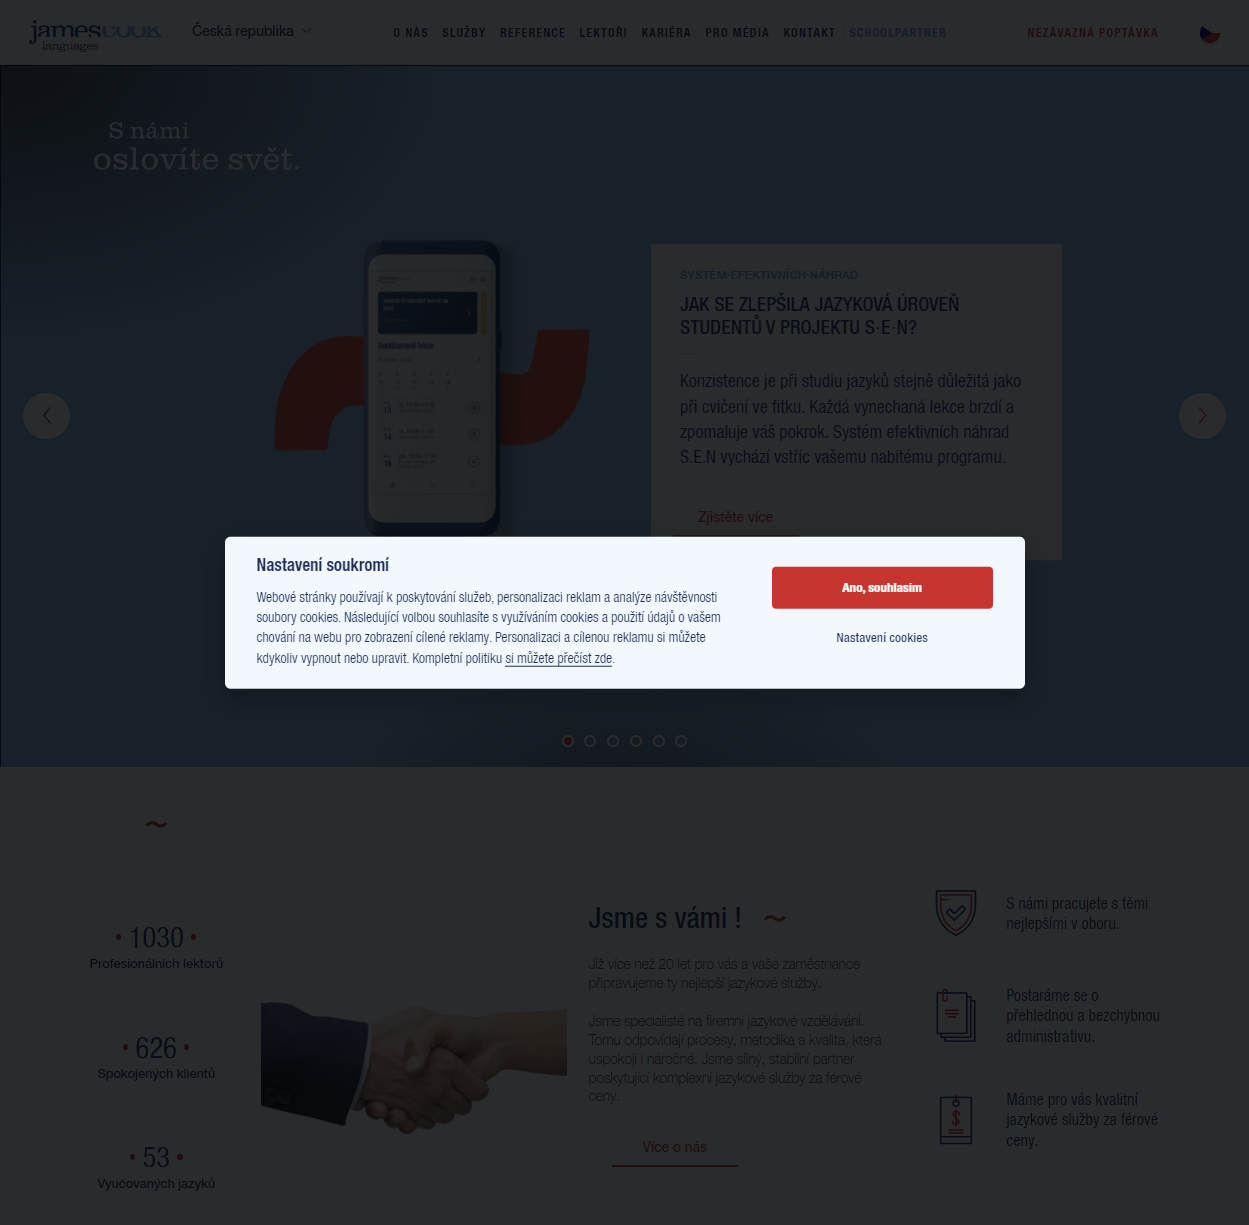 jamescook
languages
Česká republika
O NÁS SLUŽBY REFERENCE LEKTOŘI KARIÉRA PRO MÉDIA KONTAKT SCHOOLPARTNER
NEZÁVAZNÁ POPTÁVKA
S námi
oslovíte svět.
SYSTÉM·EFEKTIVNÍCH·NÁHRAD
JAK SE ZLEPŠILA JAZYKOVÁ ÚROVEŇ
STUDENTŮ V PROJEKTU S·E·N?
Konzistence je při studiu jazyků stejně důležitá jako
při cvičení ve fitku. Každá vynechaná lekce brzdí a
zpomaluje váš pokrok. Systém efektivních náhrad
S.E.N vychází vstříc vašemu nabitému programu.
Zjistěte více
Nastavení soukromí
Webové stránky používají k poskytování služeb, personalizaci reklam a analýze návštěvnosti
soubory cookies. Následující volbou souhlasíte s využíváním cookies a použití údajů o vašem
chování na webu pro zobrazení cílené reklamy. Personalizaci a cílenou reklamu si můžete
kdykoliv vypnout nebo upravit. Kompletní politiku si můžete přečíst zde.
Ano, souhlasím
Nastavení cookies
1030
Profesionálních lektorů
626
Spokojených klientů
53
Vyučovaných jazyků
Jsme s vámi !
Již více než 20 let pro vás a vaše zaměstnance
připravujeme ty nejlepší jazykové služby.
Jsme specialisté na firemní jazykové vzdělávání.
Tomu odpovídají procesy, metodika a kvalita, která
uspokojí i náročné. Jsme silný, stabilní partner
poskytující komplexní jazykové služby za férové
ceny.
Více o nás
S námi pracujete s těmi
nejlepšími v oboru.
Postaráme se o
přehlednou a bezchybnou
administrativu.
Máme pro vás kvalitní
jazykové služby za férové
ceny.